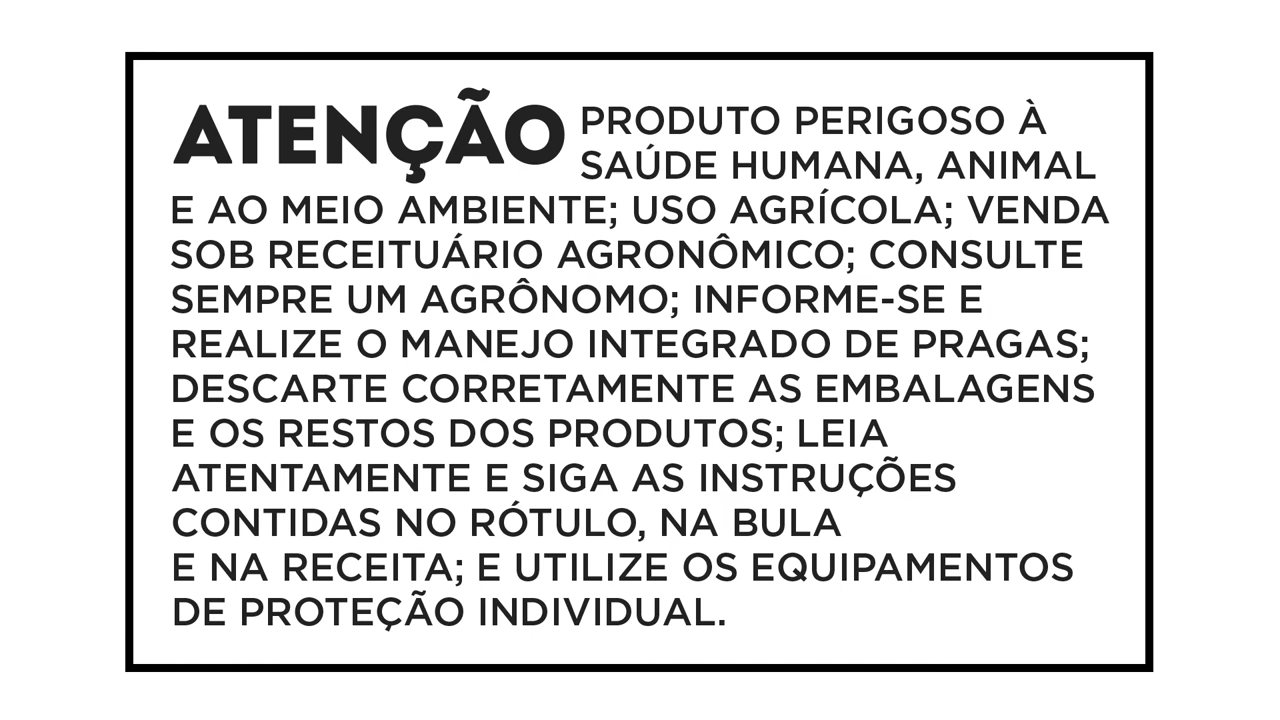 ATENÇÃO PRODUTO PERIGOSO À
SAÚDE HUMANA, ANIMAL
E AO MEIO AMBIENTE; USO AGRÍCOLA; VENDA
SOB RECEITUÁRIO AGRONÔMICO; CONSULTE
SEMPRE UM AGRÔNOMO; INFORME-SE E
REALIZE O MANEJO INTEGRADO DE PRAGAS;
DESCARTE CORRETAMENTE AS EMBALAGENS
E OS RESTOS DOS PRODUTOS; LEIA
ATENTAMENTE E SIGA AS INSTRUÇÕES
CONTIDAS NO RÓTULO, NA BULA
E NA RECEITA; E UTILIZE OS EQUIPAMENTOS
DE PROTEÇÃO INDIVIDUAL.